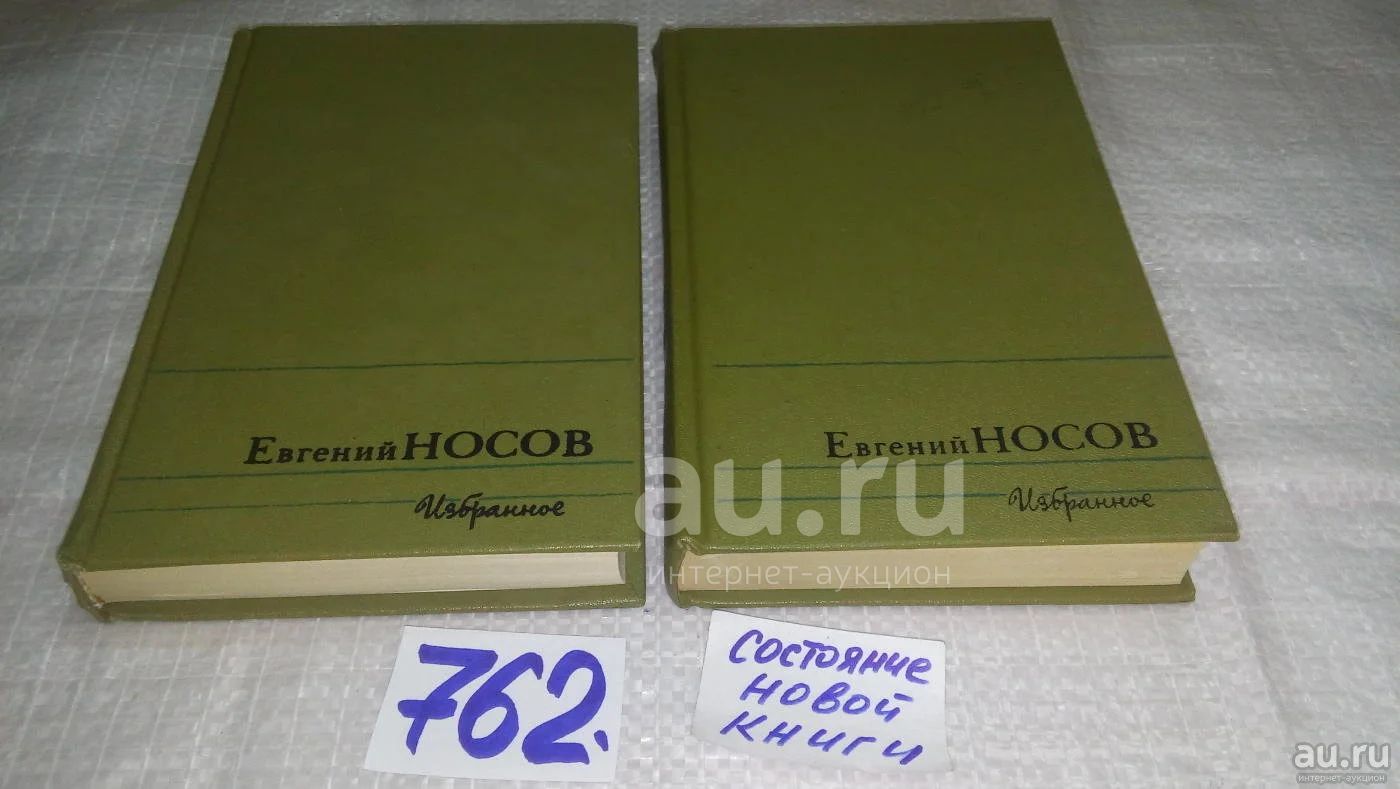 Евгений НОСОВ
Избранное
Евгений НОСОВ
Избранное
au.ru
интернет-аукцион
762.
СОСТОЯНИЕ
НОВОЙ
КНИГИ
au.ru
интернет-аукцион